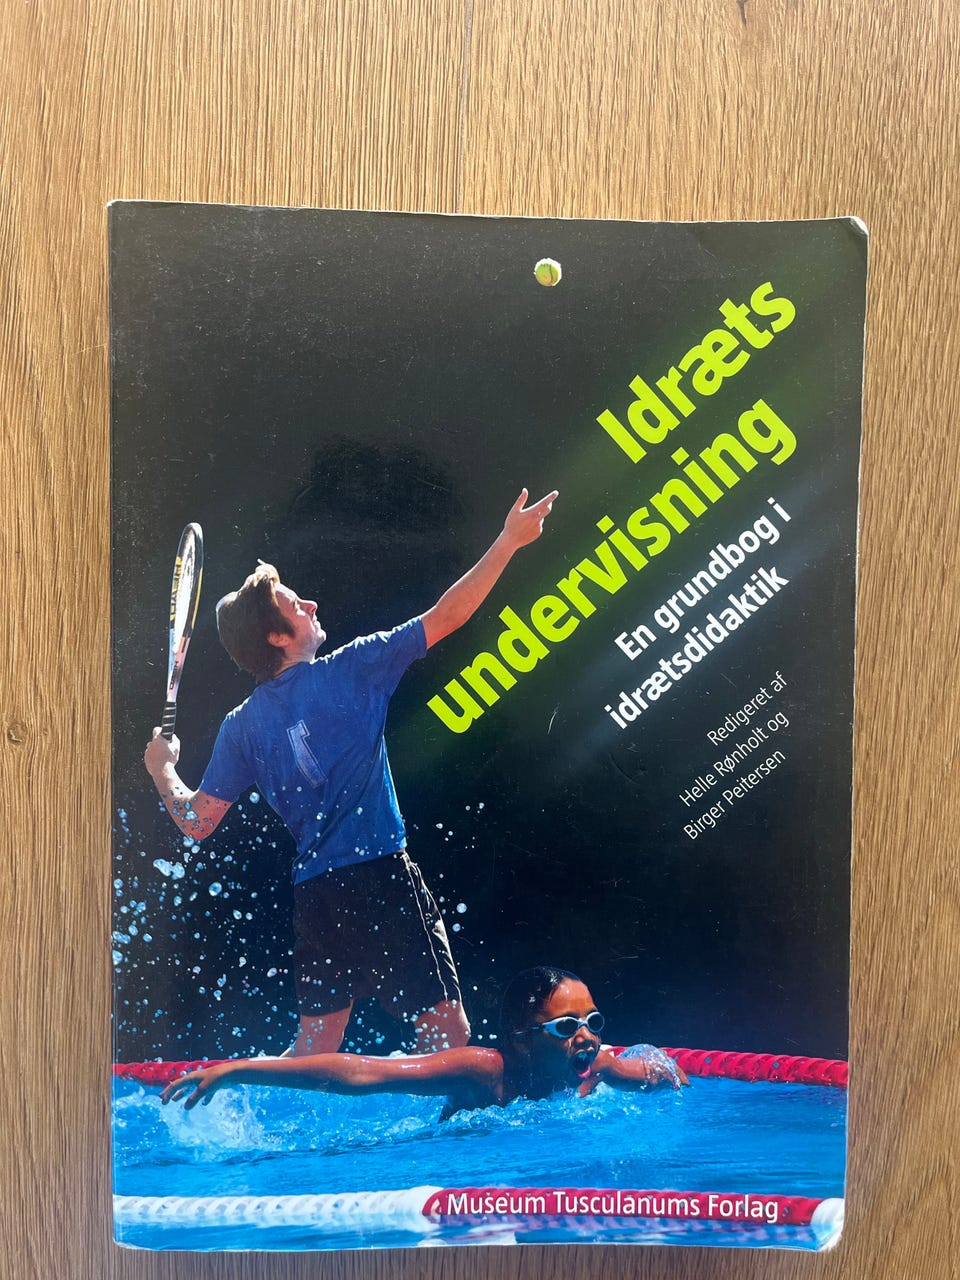 Idræts
undervisning
En grundbog i
idrætsdidaktik
Redigeret af
Helle Rønholt og
Birger Peitersen
Museum Tusculanums Forlag